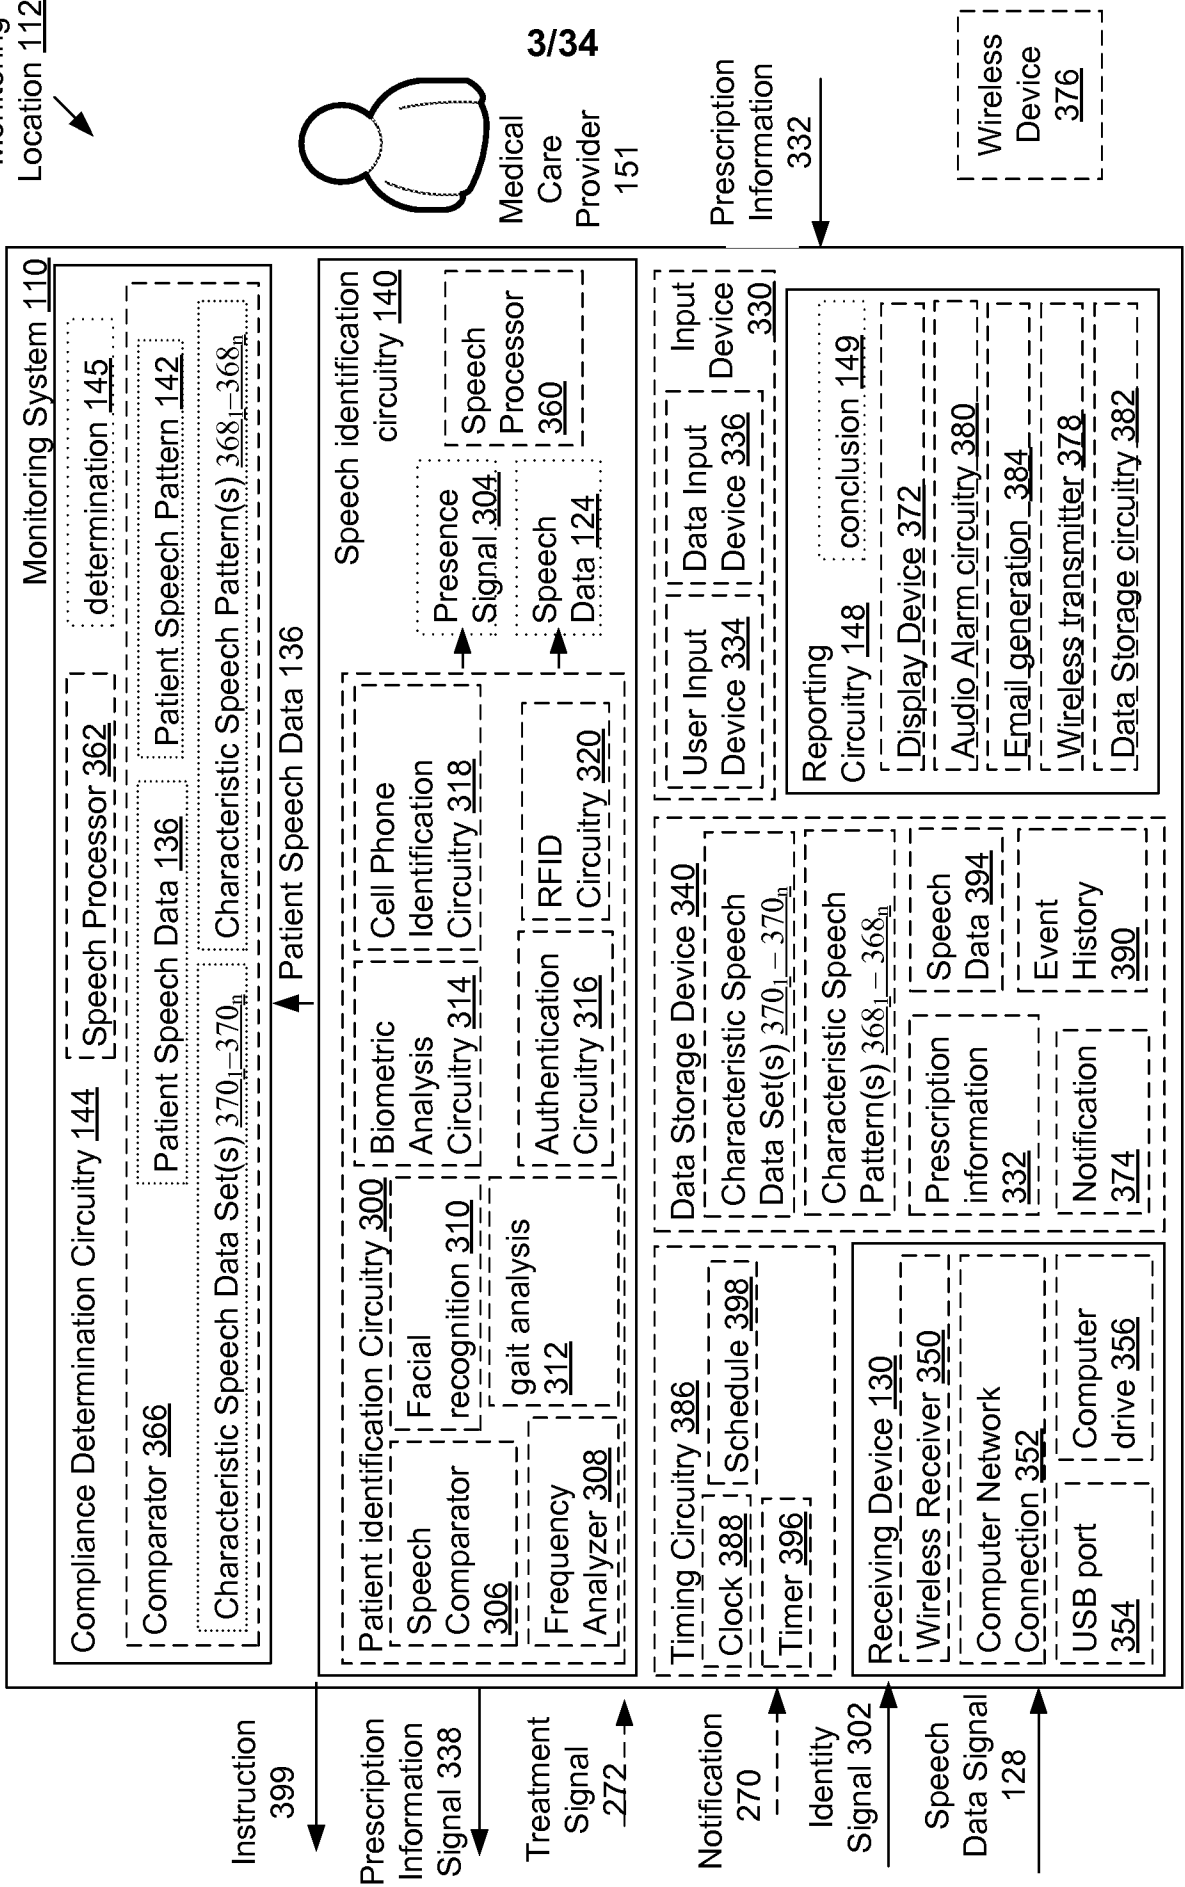 3/34
Location 112
Monitoring System 110
Compliance Determination Circuitry 144
Speech Processor 362
determination 145
Comparator 366
Patient Speech Data 136
Patient Speech Pattern 142
Characteristic Speech Data Set(s) 370₁–370ₙ
Characteristic Speech Pattern(s) 368₁–368ₙ
Patient Speech Data 136
Speech identification
circuitry 140
Patient identification Circuitry 300
Speech
Comparator
306
Facial
recognition 310
Biometric
Analysis
Circuitry 314
Cell Phone
Identification
Circuitry 318
Frequency
Analyzer 308
gait analysis
312
Authentication
Circuitry 316
RFID
Circuitry 320
Presence
Signal 304
Speech
Data 124
Speech
Processor
360
Timing Circuitry 386
Clock 388
Schedule 398
Timer 396
Receiving Device 130
Wireless Receiver 350
Computer Network
Connection 352
USB port
354
Computer
drive 356
Data Storage Device 340
Characteristic Speech
Data Set(s) 370₁–370ₙ
Characteristic Speech
Pattern(s) 368₁–368ₙ
Prescription
information
332
Speech
Data 394
Notification
374
Event
History
390
User Input
Device 334
Data Input
Device 336
Input
Device
330
Reporting
Circuitry 148
conclusion 149
Display Device 372
Audio Alarm circuitry 380
Email generation 384
Wireless transmitter 378
Data Storage circuitry 382
Instruction
399
Prescription
Information
Signal 338
Treatment
Signal
272
Notification
270
Identity
Signal 302
Speech
Data Signal
128
Medical
Care
Provider
151
Prescription
Information
332
Wireless
Device
376